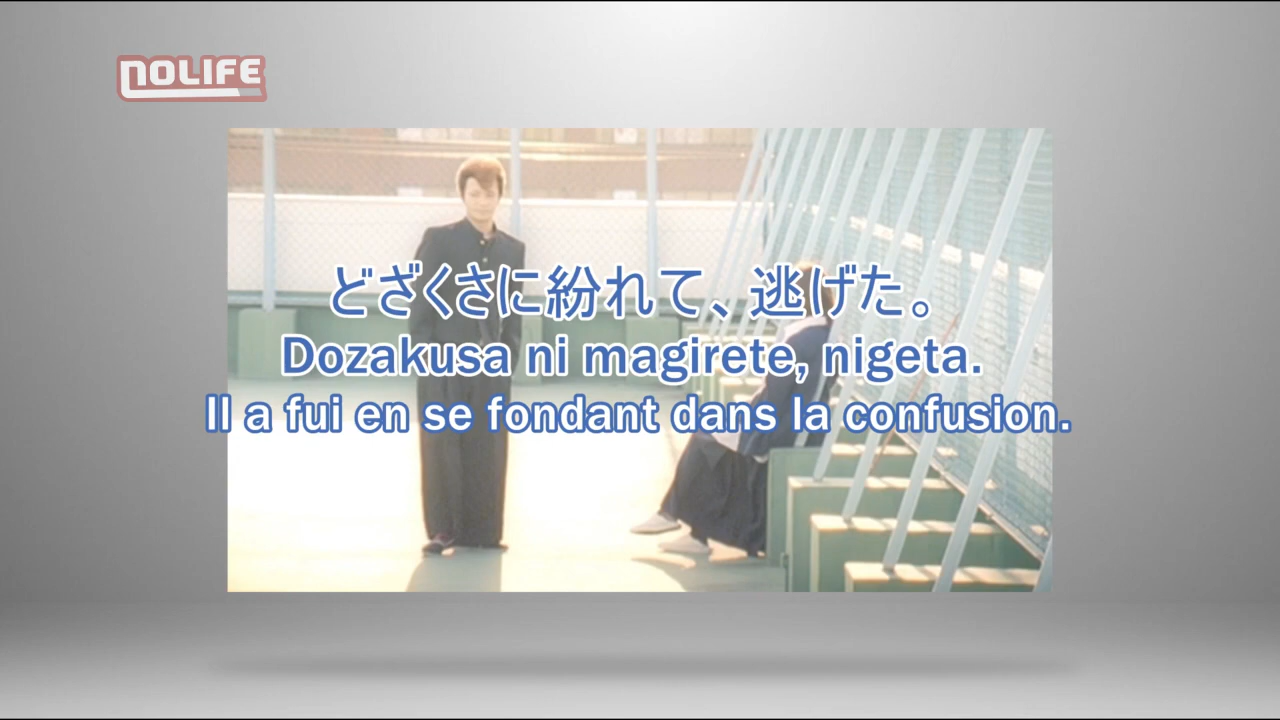 NOLIFE
どざくさに紛れて、逃げた。
Dozakusa ni magirete, nigeta.
Il a fui en se fondant dans la confusion.